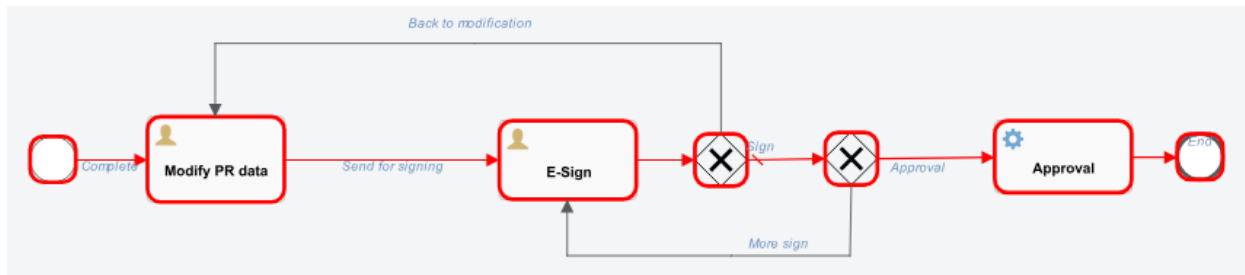 Back to modification
Complete
Modify PR data
Send for signing
E-Sign
Sign
Approval
Approval
End
More sign